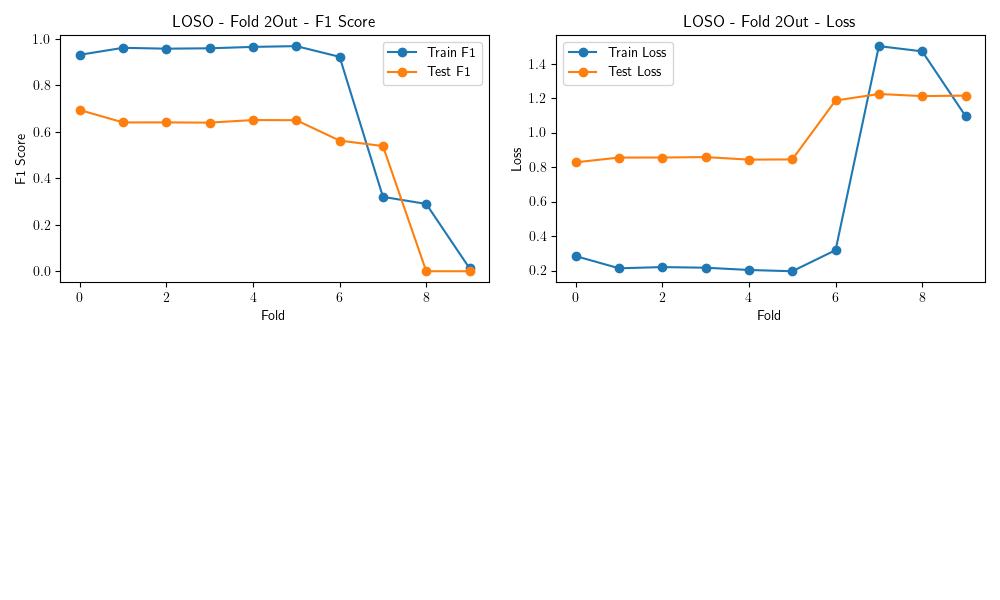 LOSO - Fold 2Out - F1 Score
1.0
0.8
0.6
0.4
0.2
0.0
F1 Score
Train F1
Test F1
0 2 4 6 8
Fold
LOSO - Fold 2Out - Loss
1.4
1.2
1.0
0.8
0.6
0.4
0.2
Loss
Train Loss
Test Loss
0 2 4 6 8
Fold